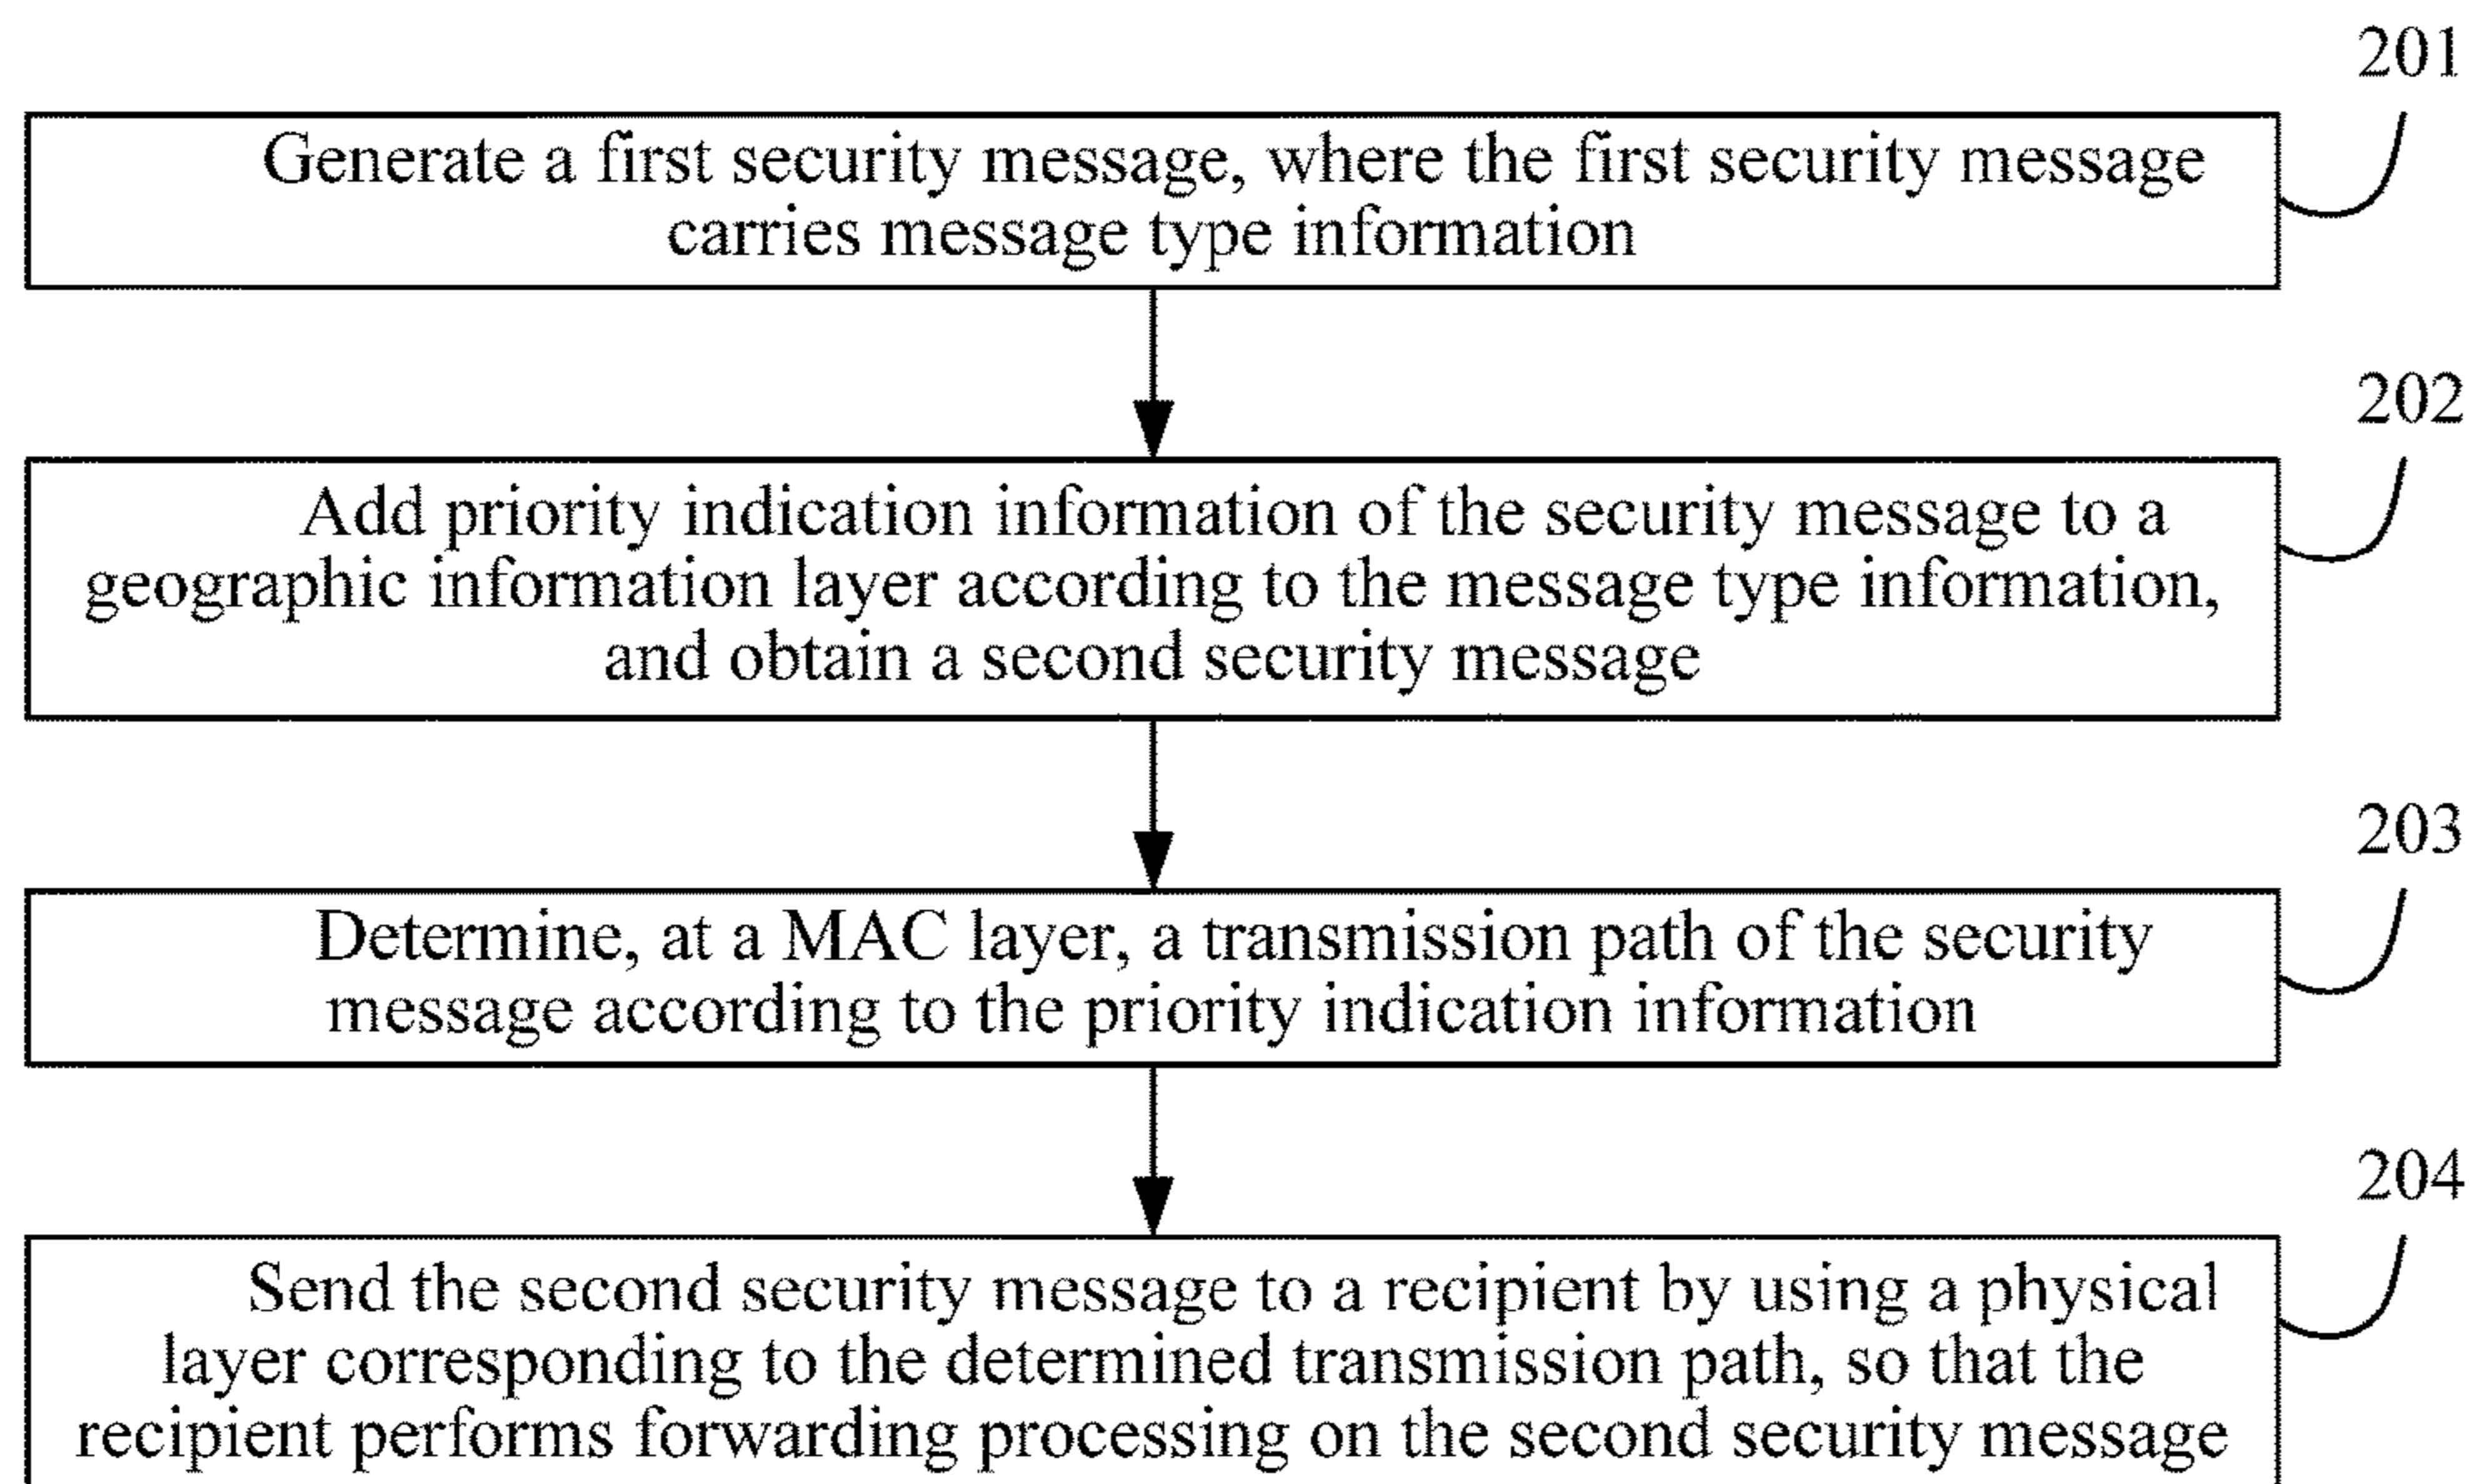 201
Generate a first security message, where the first security message
carries message type information
202
Add priority indication information of the security message to a
geographic information layer according to the message type information,
and obtain a second security message
203
Determine, at a MAC layer, a transmission path of the security
message according to the priority indication information
204
Send the second security message to a recipient by using a physical
layer corresponding to the determined transmission path, so that the
recipient performs forwarding processing on the second security message